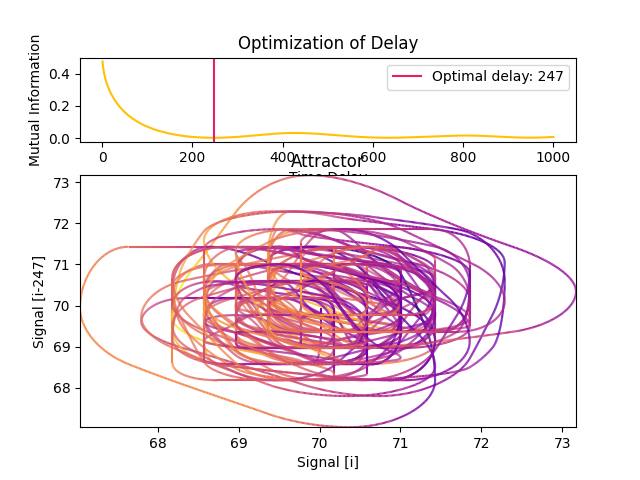 Optimization of Delay
Mutual Information
0.4
0.2
0.0
Optimal delay: 247
0 200 400 600 800 1000
Time Delay
Attractor
Signal [i-247]
73
72
71
70
69
68
68 69 70 71 72 73
Signal [i]